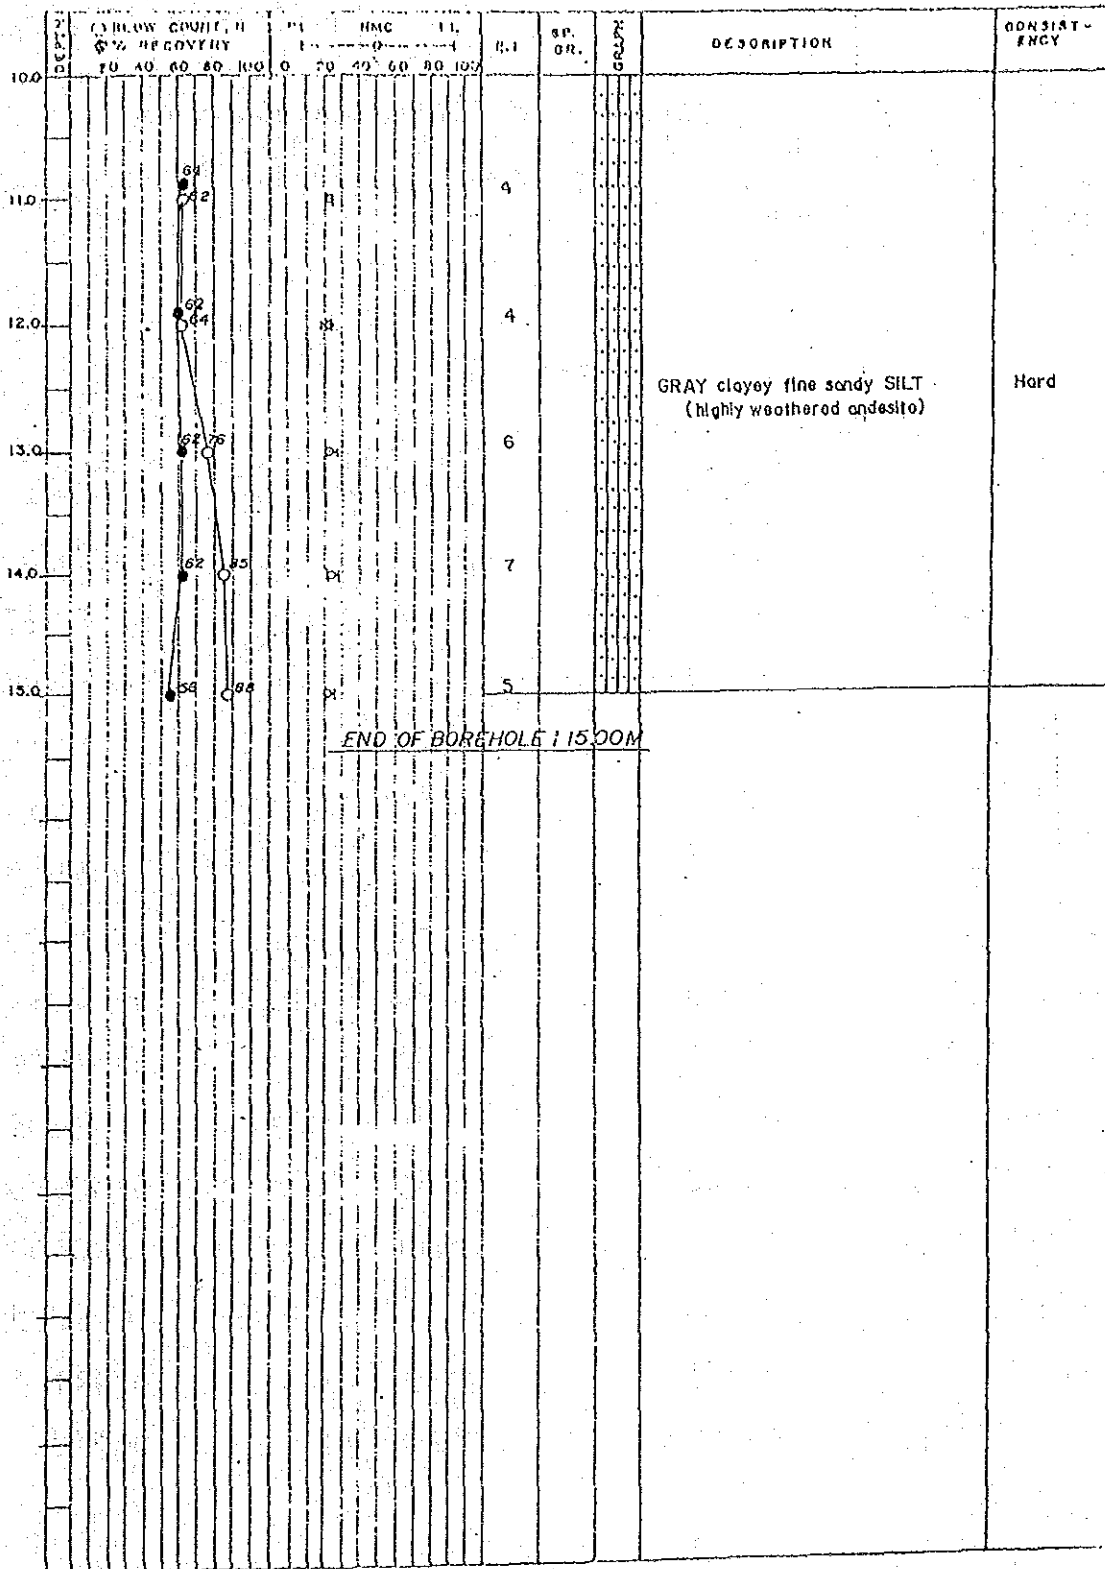 DEPTH
BLOW COUNT, N
% RECOVERY
20 40 60 80 100
NMC
0 20 40 60 80 100
SP.
GR.
GRAPH
DESCRIPTION
CONSIST-
ENCY
10.0
11.0
62
4
62
12.0
64
4
GRAY clayey fine sandy SILT Hard
(highly weathered andesite)
62 76
13.0
6
62 85
14.0
7
15.0
88
5
END OF BOREHOLE : 15.00M